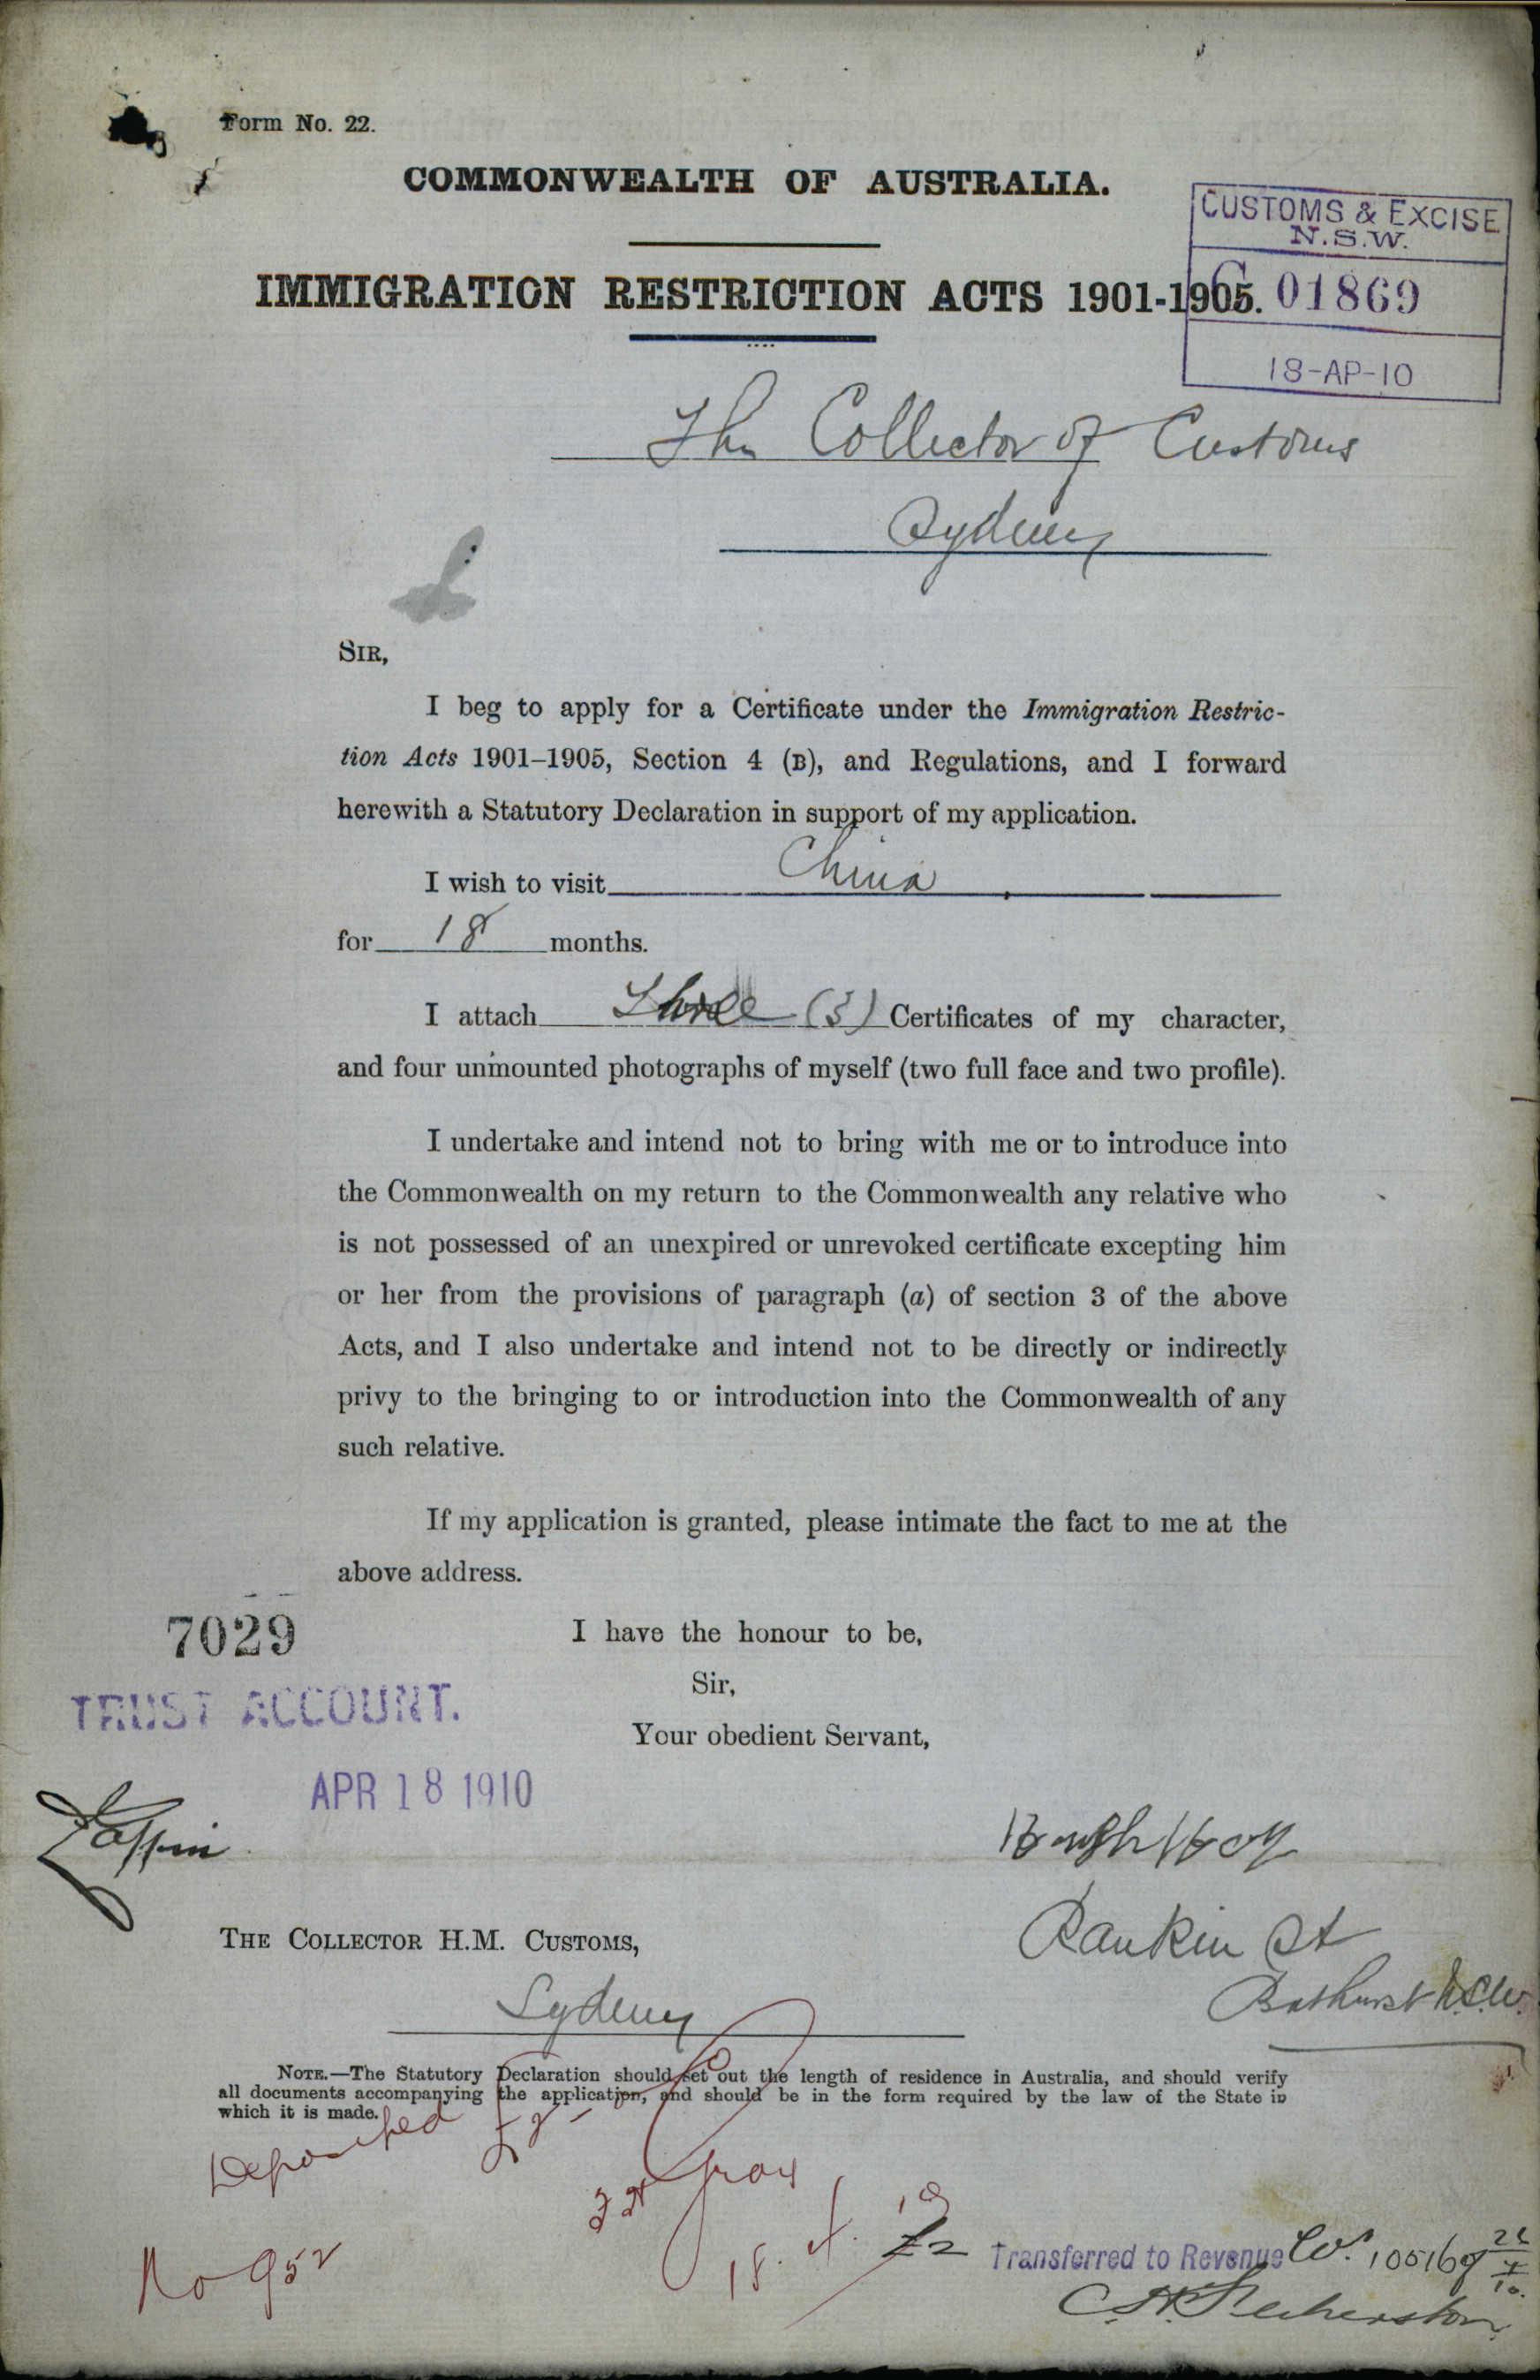 Form No. 22.
COMMONWEALTH OF AUSTRALIA.
CUSTOMS & EXCISE
N.S.W.
IMMIGRATION RESTRICTION ACTS 1901-1905.
C 01869
18-AP-10
The Collector of Customs
Sydney
SIR,
I beg to apply for a Certificate under the Immigration Restric-
tion Acts 1901–1905, Section 4 (B), and Regulations, and I forward
herewith a Statutory Declaration in support of my application.
I wish to visit China
for 18 months.
I attach Three (3) Certificates of my character,
and four unmounted photographs of myself (two full face and two profile).
I undertake and intend not to bring with me or to introduce into
the Commonwealth on my return to the Commonwealth any relative who
is not possessed of an unexpired or unrevoked certificate excepting him
or her from the provisions of paragraph (a) of section 3 of the above
Acts, and I also undertake and intend not to be directly or indirectly
privy to the bringing to or introduction into the Commonwealth of any
such relative.
If my application is granted, please intimate the fact to me at the
above address.
7029
I have the honour to be,
Sir,
TRUST ACCOUNT.
Your obedient Servant,
APR 18 1910
Rankin St
THE COLLECTOR H.M. CUSTOMS,
Bathurst N.S.W.
Sydney
NOTE.—The Statutory Declaration should set out the length of residence in Australia, and should verify
all documents accompanying the application, and should be in the form required by the law of the State in
which it is made.
Deposited £2-
18. 4. 10
£2
Transferred to Revenue
No 952